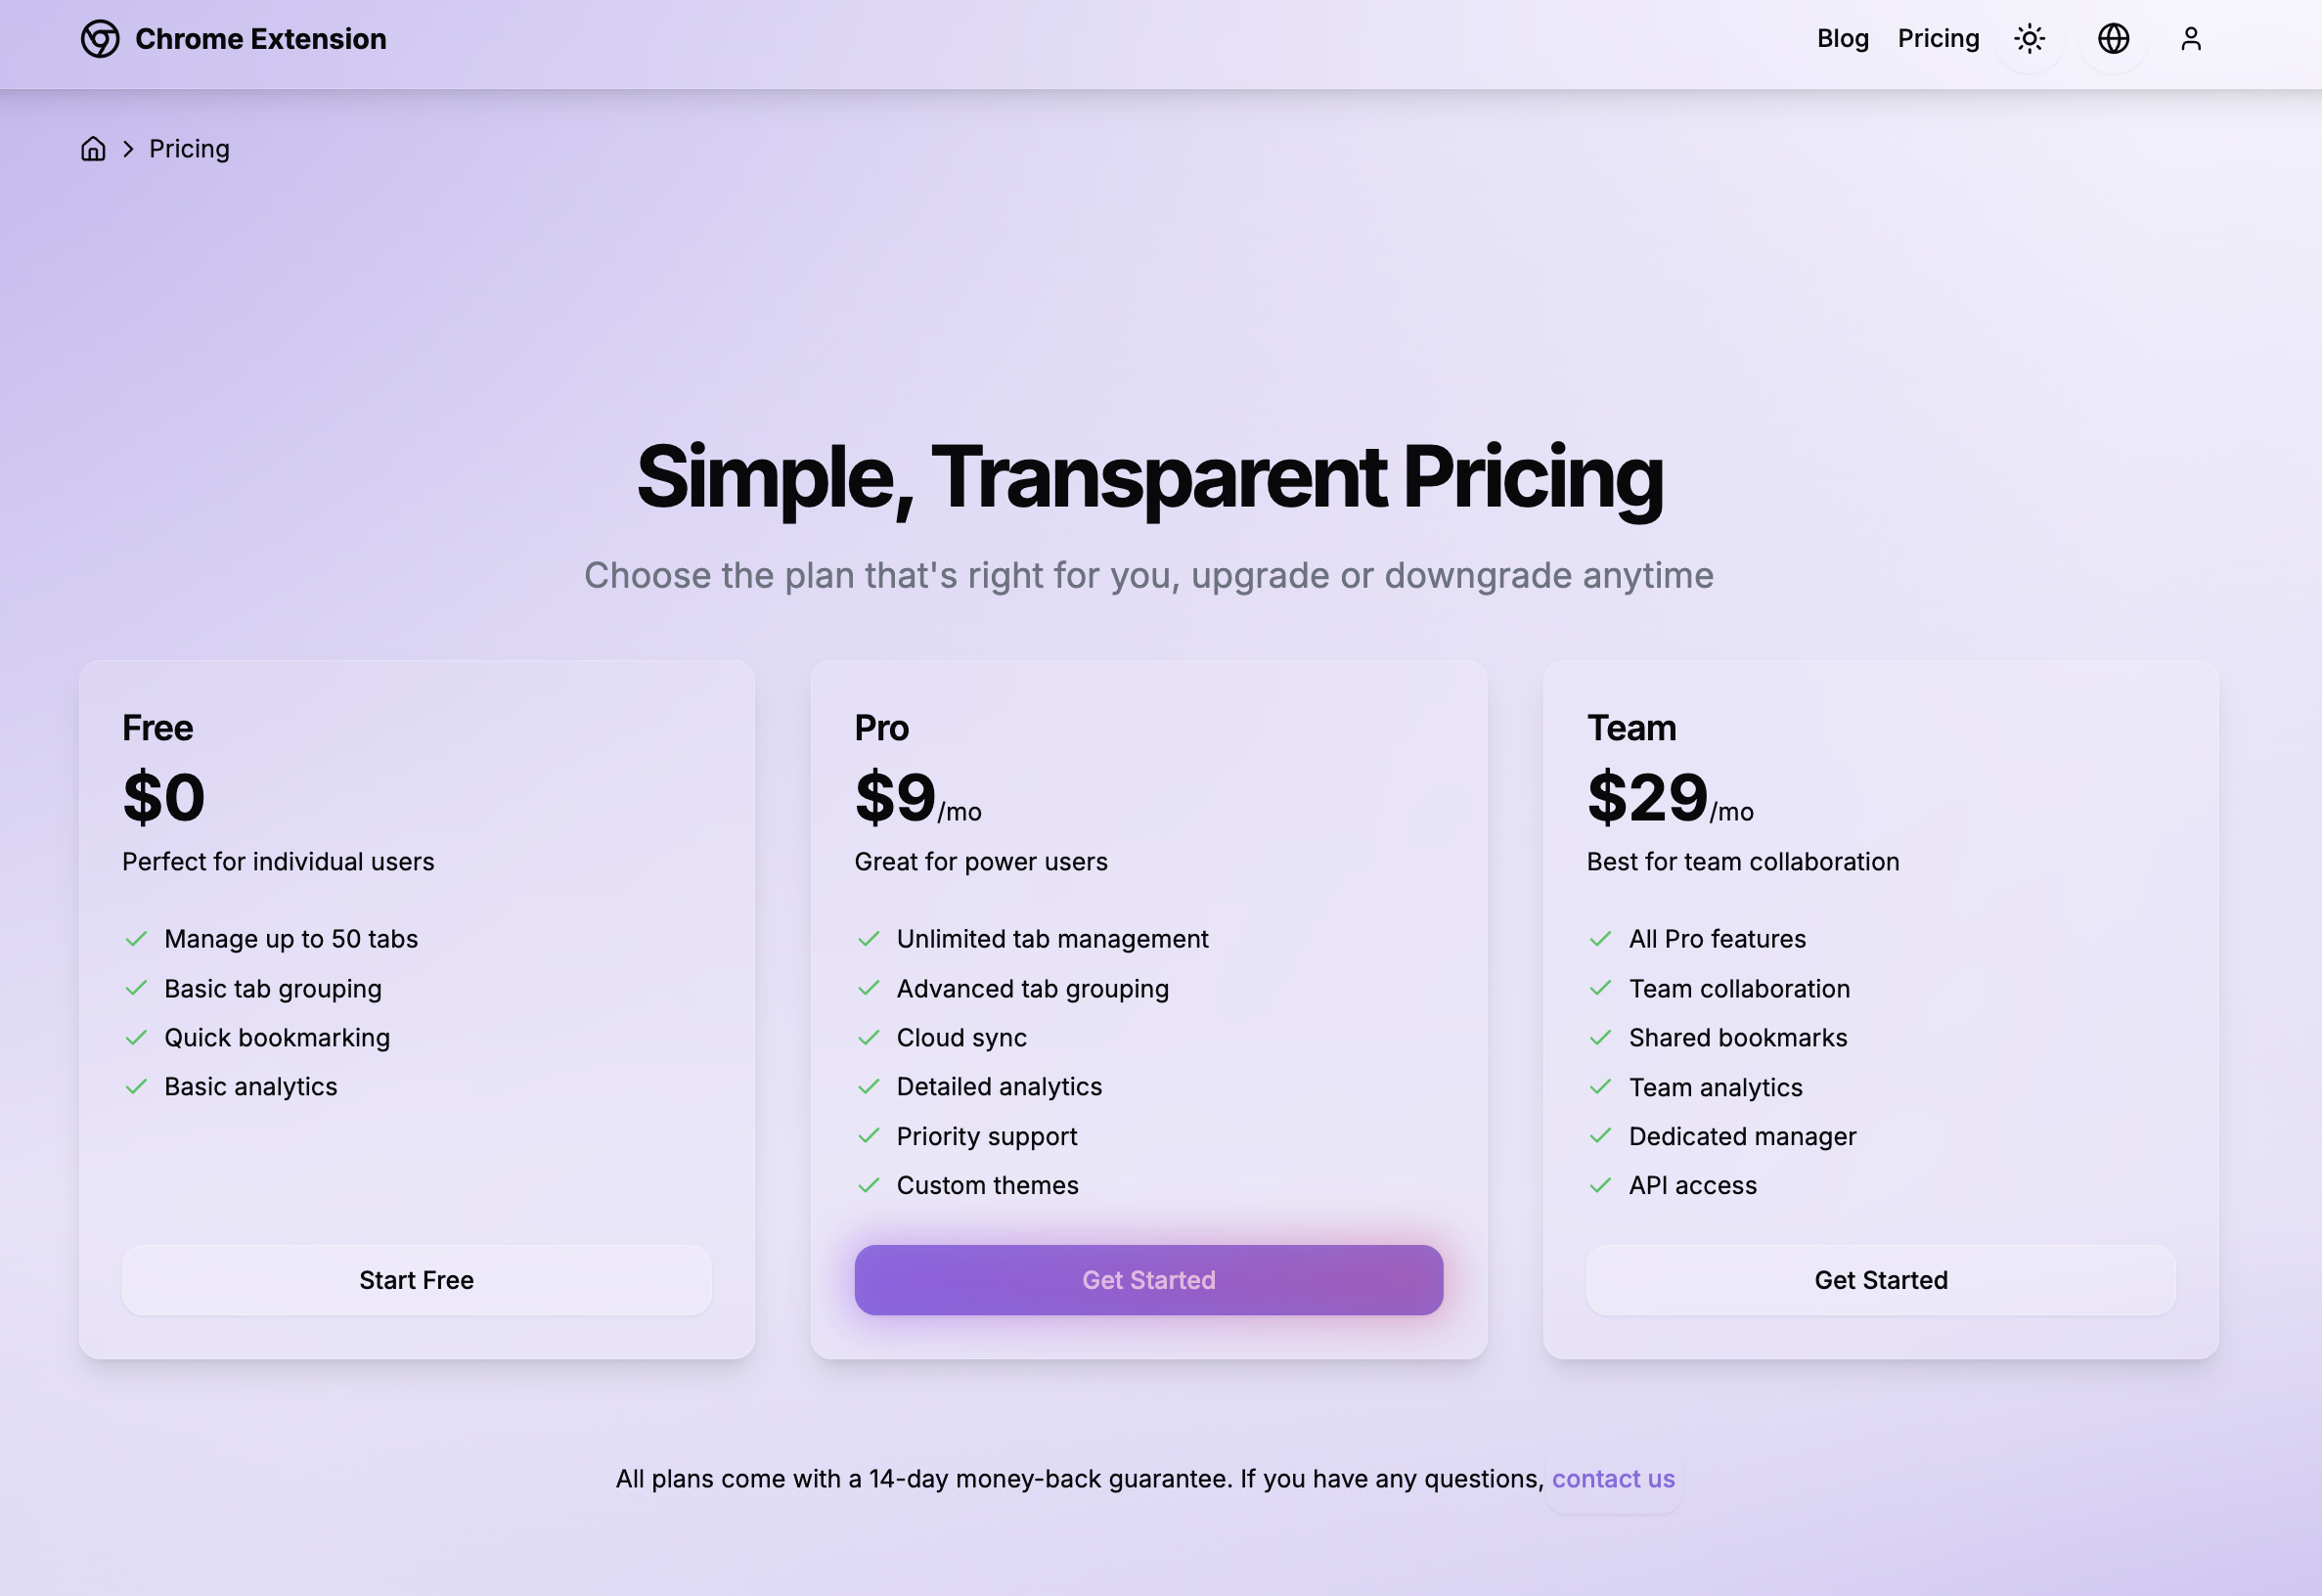 Chrome Extension
Blog
Pricing
Pricing
Simple, Transparent Pricing
Choose the plan that's right for you, upgrade or downgrade anytime
Free
$0
Perfect for individual users
Manage up to 50 tabs
Basic tab grouping
Quick bookmarking
Basic analytics
Start Free
Pro
$9/mo
Great for power users
Unlimited tab management
Advanced tab grouping
Cloud sync
Detailed analytics
Priority support
Custom themes
Get Started
Team
$29/mo
Best for team collaboration
All Pro features
Team collaboration
Shared bookmarks
Team analytics
Dedicated manager
API access
Get Started
All plans come with a 14-day money-back guarantee. If you have any questions, contact us